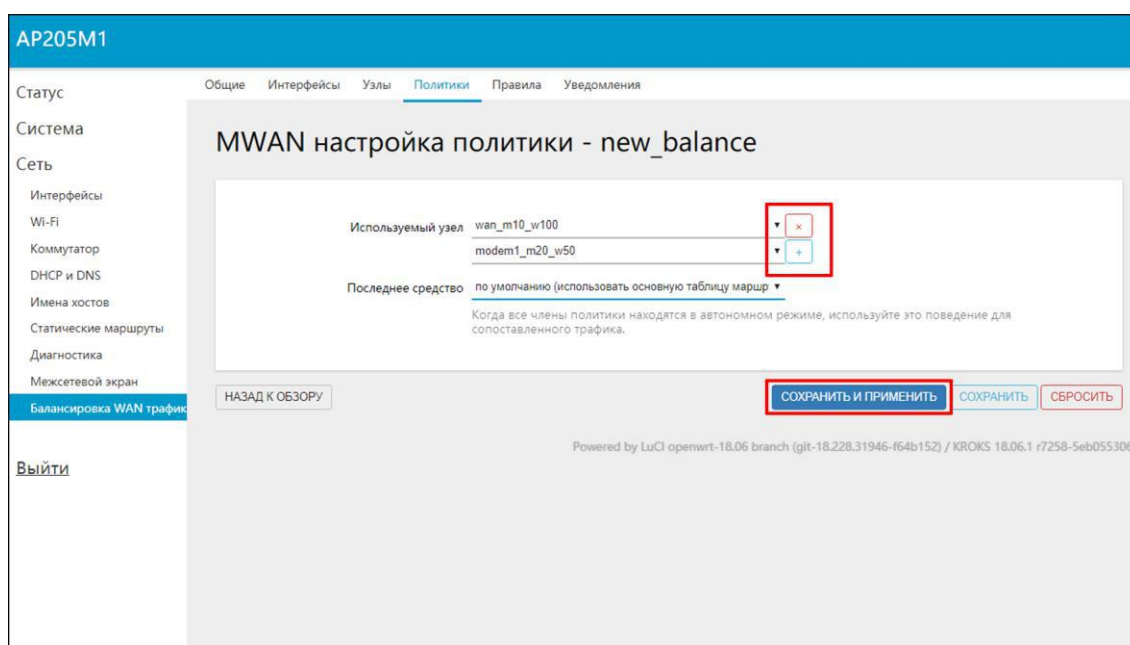 AP205M1
Общие Интерфейсы Узлы Политики Правила Уведомления
Статус
Система
Сеть
Интерфейсы
Wi-Fi
Коммутатор
DHCP и DNS
Имена хостов
Статические маршруты
Диагностика
Межсетевой экран
Балансировка WAN трафик
Выйти
MWAN настройка политики - new_balance
Используемый узел wan_m10_w100 ×
modem1_m20_w50 +
Последнее средство по умолчанию (использовать основную таблицу маршр
Когда все члены политики находятся в автономном режиме, используйте это поведение для
сопоставленного трафика.
НАЗАД К ОБЗОРУ СОХРАНИТЬ И ПРИМЕНИТЬ СОХРАНИТЬ СБРОСИТЬ
Powered by LuCI openwrt-18.06 branch (git-18.228.31946-f64b152) / KROKS 18.06.1 r7258-5eb055306